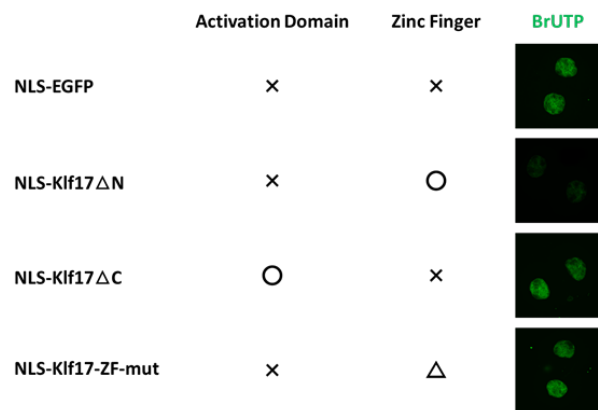 Activation Domain Zinc Finger BrUTP
NLS-EGFP × ×
NLS-Klf17△N × ○
NLS-Klf17△C ○ ×
NLS-Klf17-ZF-mut × △